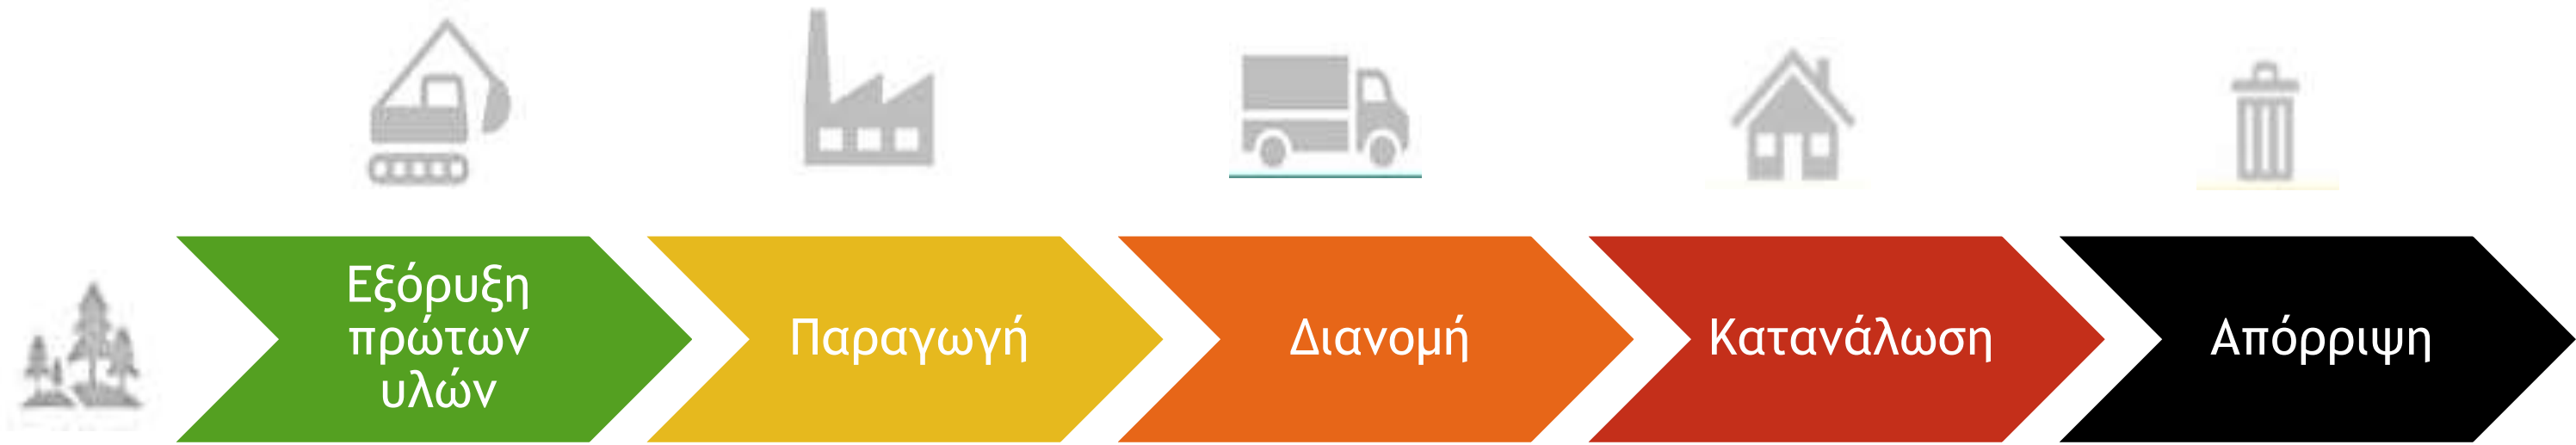 Εξόρυξη
πρώτων
υλών
Παραγωγή
Διανομή
Κατανάλωση
Απόρριψη